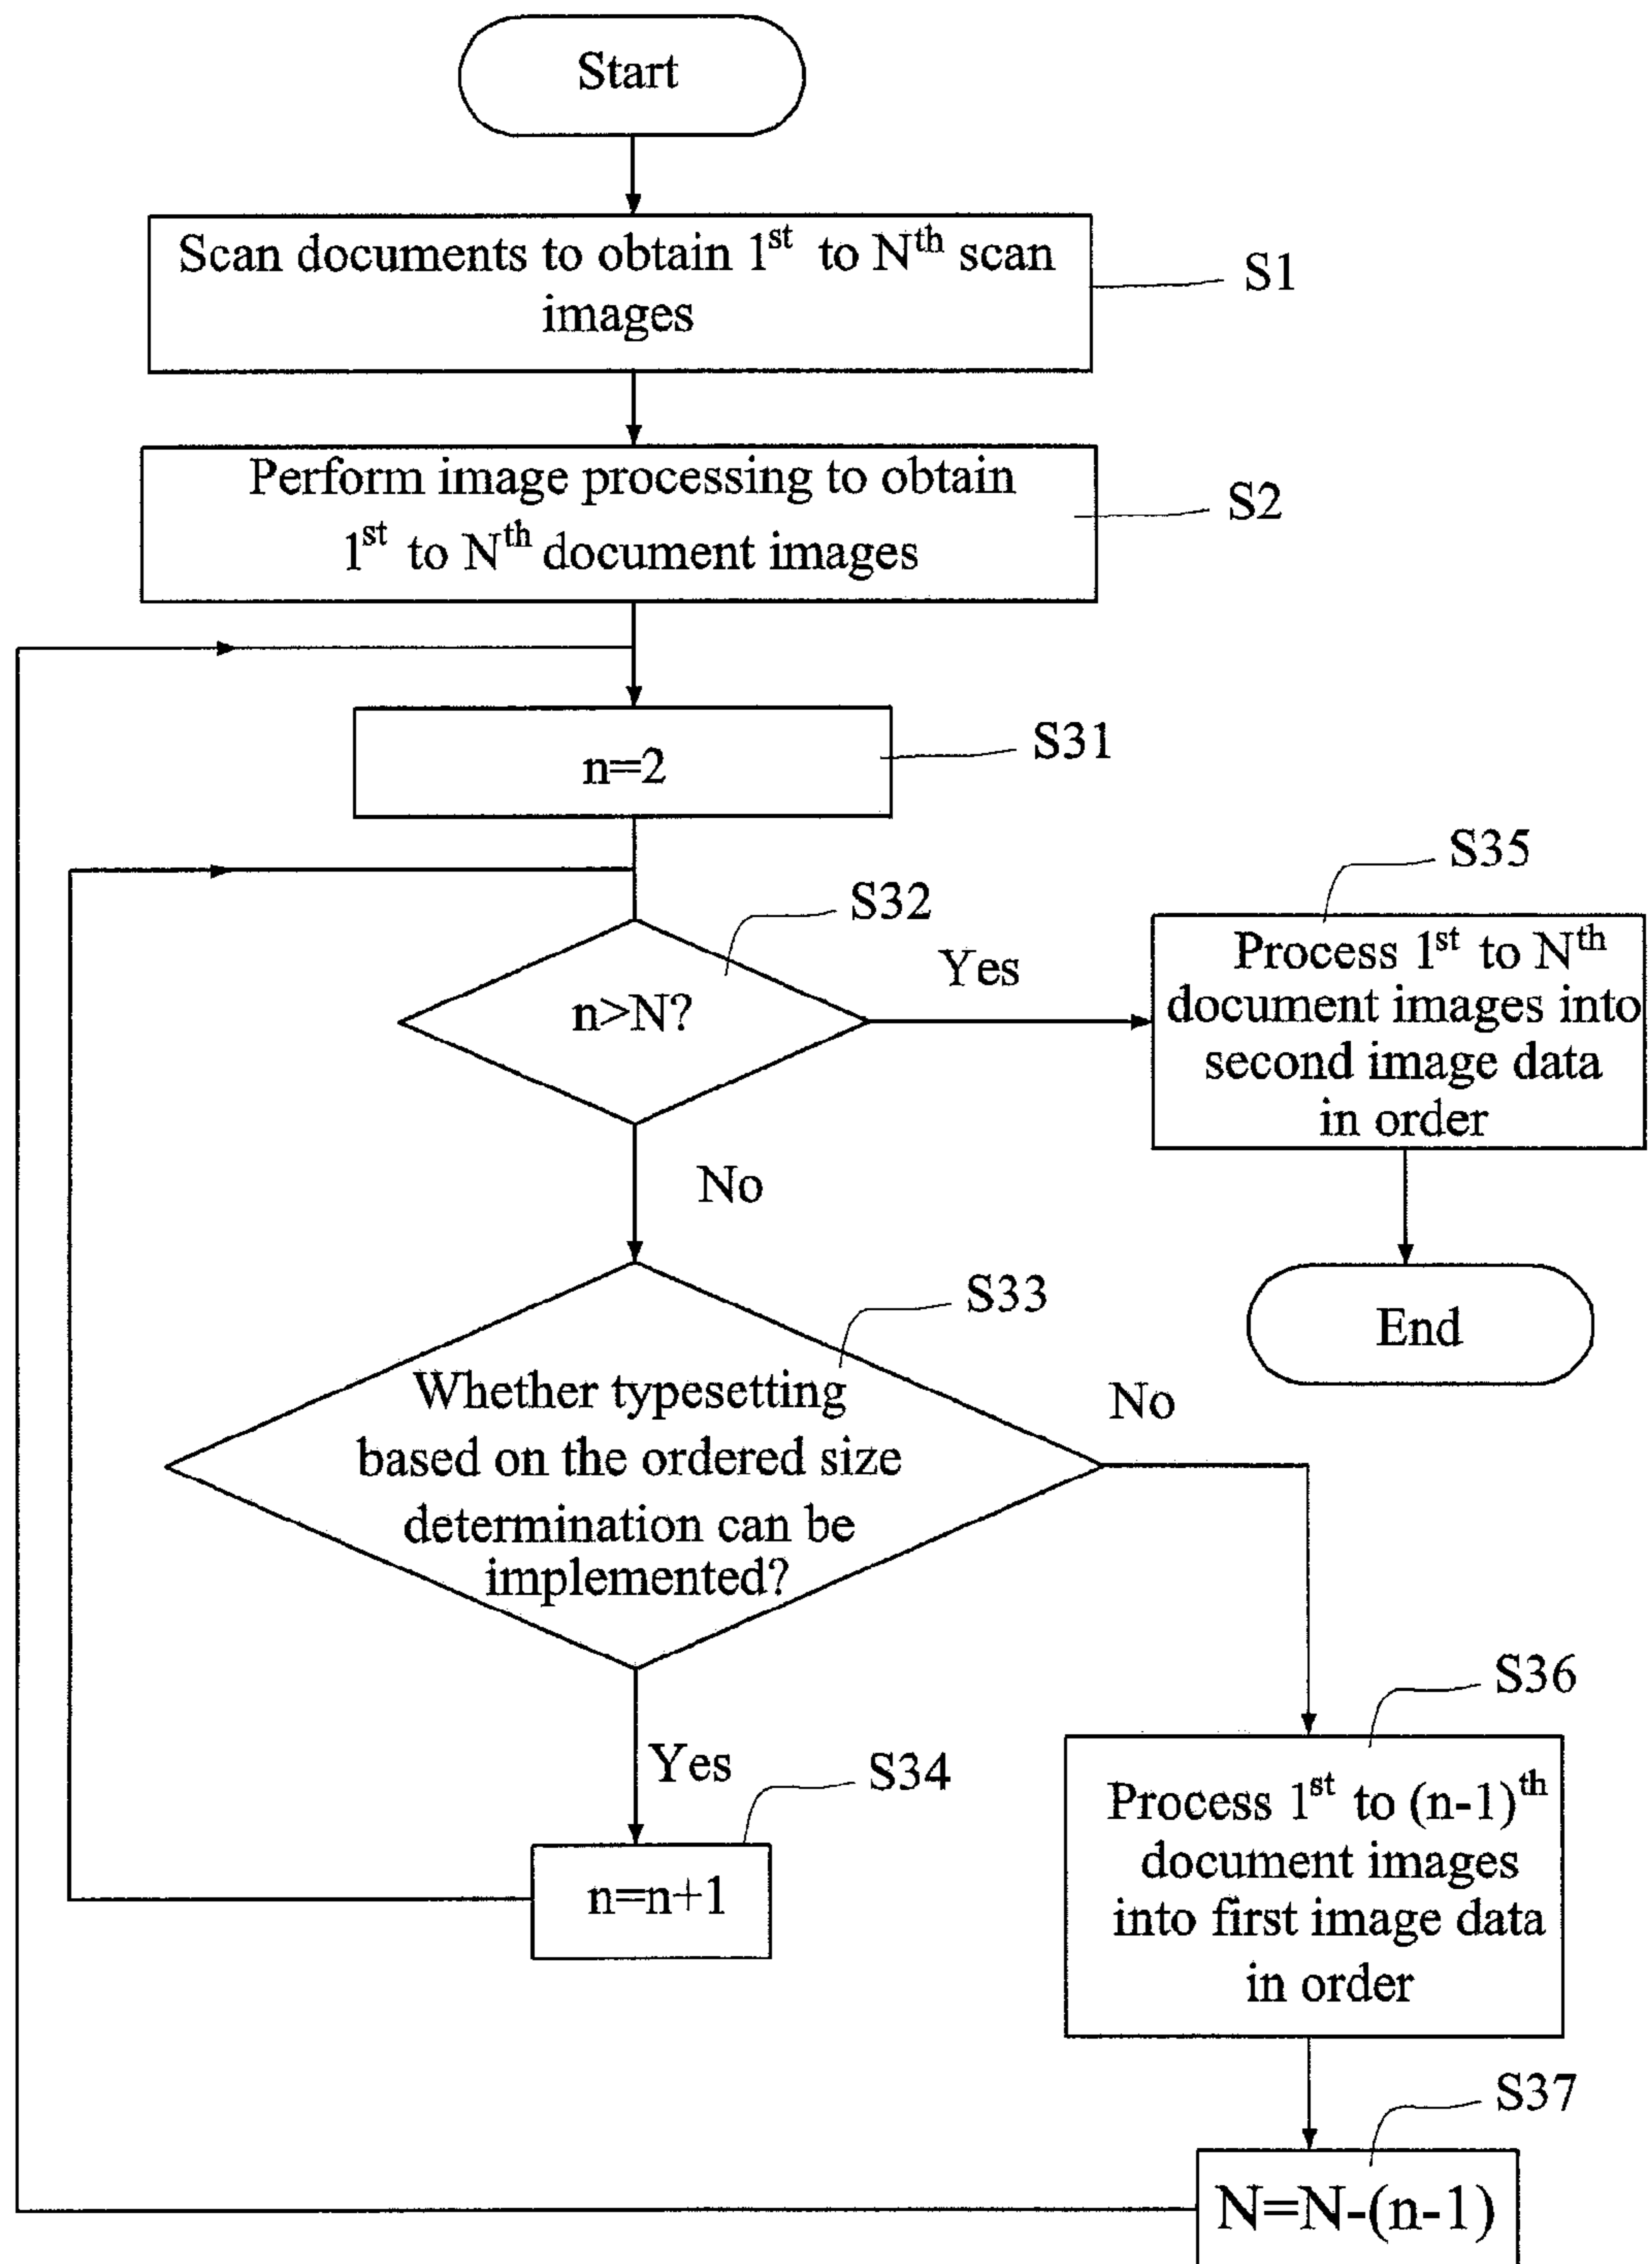 Start
Scan documents to obtain 1st to Nth scan
images
S1
Perform image processing to obtain
1st to Nth document images
S2
n=2
S31
S32
n>N?
Yes
No
S35
Process 1st to Nth
document images into
second image data
in order
End
S33
Whether typesetting
based on the ordered size
determination can be
implemented?
No
Yes
S34
n=n+1
S36
Process 1st to (n-1)th
document images
into first image data
in order
S37
N=N-(n-1)